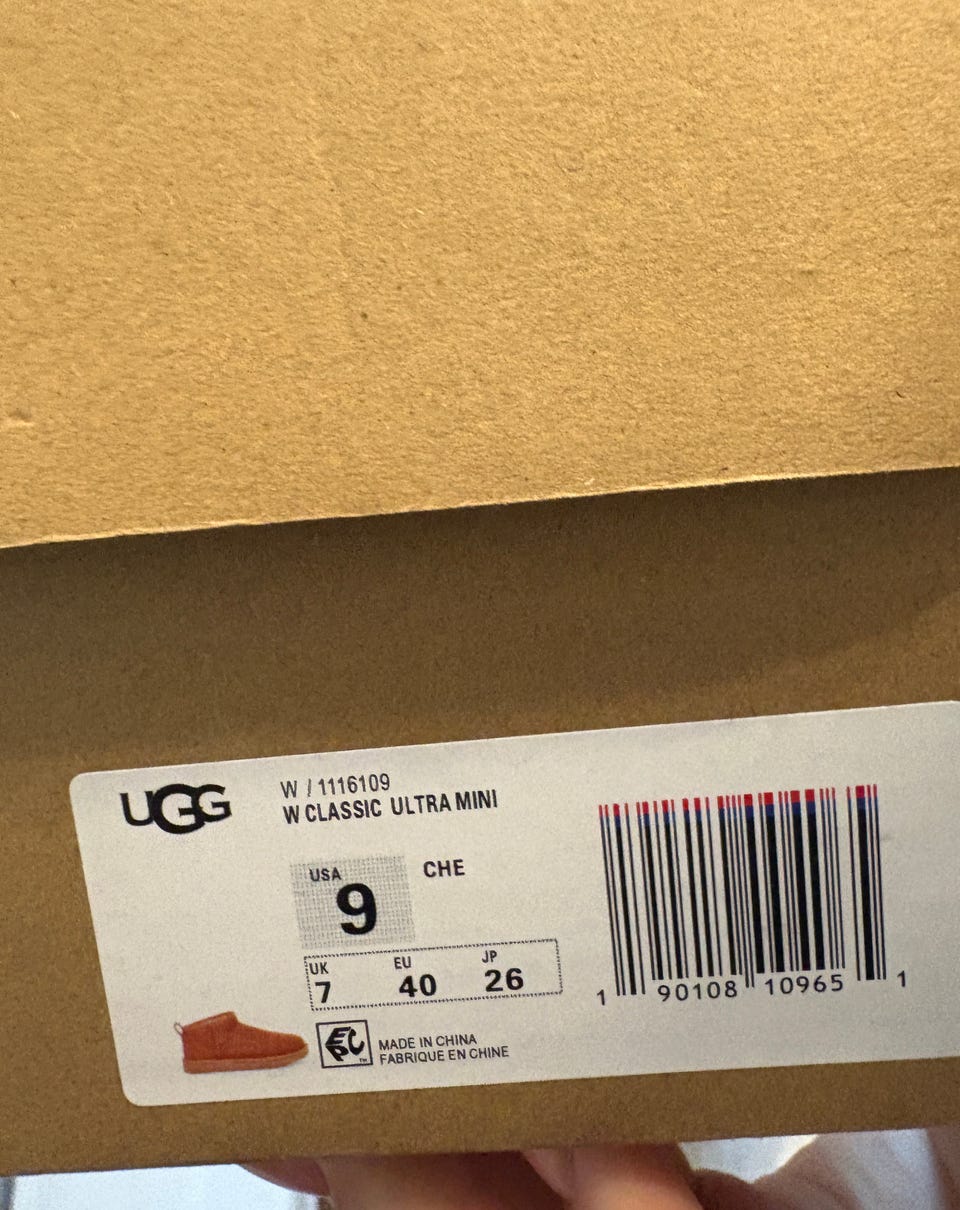 UGG
W / 1116109
W CLASSIC ULTRA MINI
USA
9
CHE
UK EU JP
7 40 26
EPC™
MADE IN CHINA
FABRIQUE EN CHINE
1 90108 10965 1